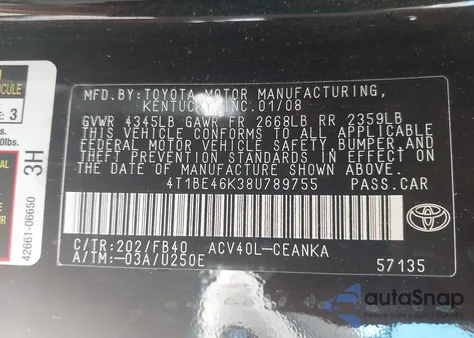 MFD.BY:TOYOTA MOTOR MANUFACTURING,
KENTUCKY,INC.01/08
GVWR 4345LB GAWR FR 2668LB RR 2359LB
THIS VEHICLE CONFORMS TO ALL APPLICABLE
FEDERAL MOTOR VEHICLE SAFETY,BUMPER,AND
THEFT PREVENTION STANDARDS IN EFFECT ON
THE DATE OF MANUFACTURE SHOWN ABOVE.
4T1BE46K38U789755 PASS.CAR
C/TR:202/FB40 ACV40L-CEANKA
A/TM:-03A/U250E
57135
TOYOTA
3
3H
42661-06650
autoSnap